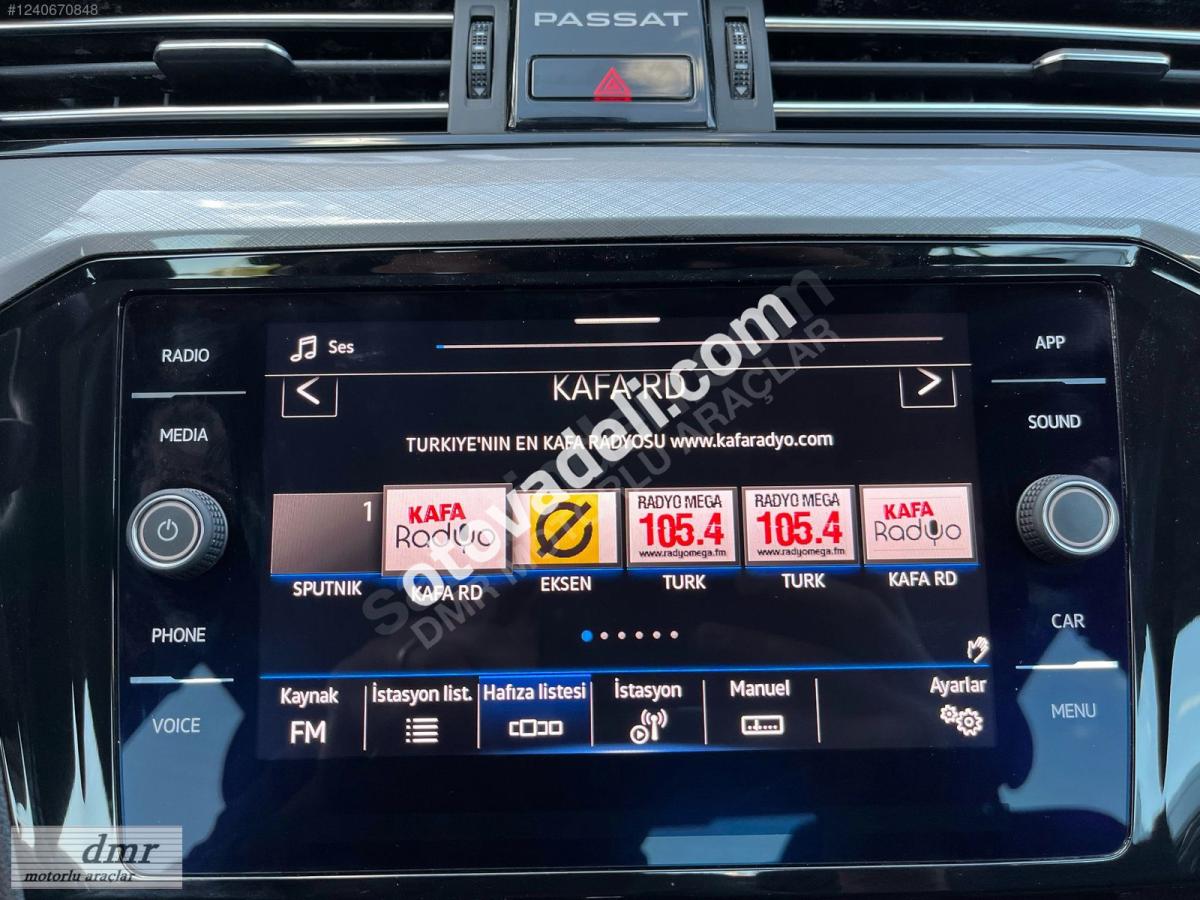 #1240670848
PASSAT
RADIO
MEDIA
PHONE
VOICE
APP
SOUND
CAR
MENU
Ses
<
KAFA RD
>
TURKIYE'NIN EN KAFA RADYOSU www.kafaradyo.com
1
KAFA
Radyo
RADYO MEGA
105.4
www.radyomega.fm
RADYO MEGA
105.4
www.radyomega.fm
KAFA
Radyo
SPUTNIK
KAFA RD
EKSEN
TURK
TURK
KAFA RD
Kaynak
FM
İstasyon list.
Hafıza listesi
İstasyon
Manuel
Ayarlar
sotovadali.com
DMR MOTORLU ARAÇLAR
dmr
motorlu araçlar